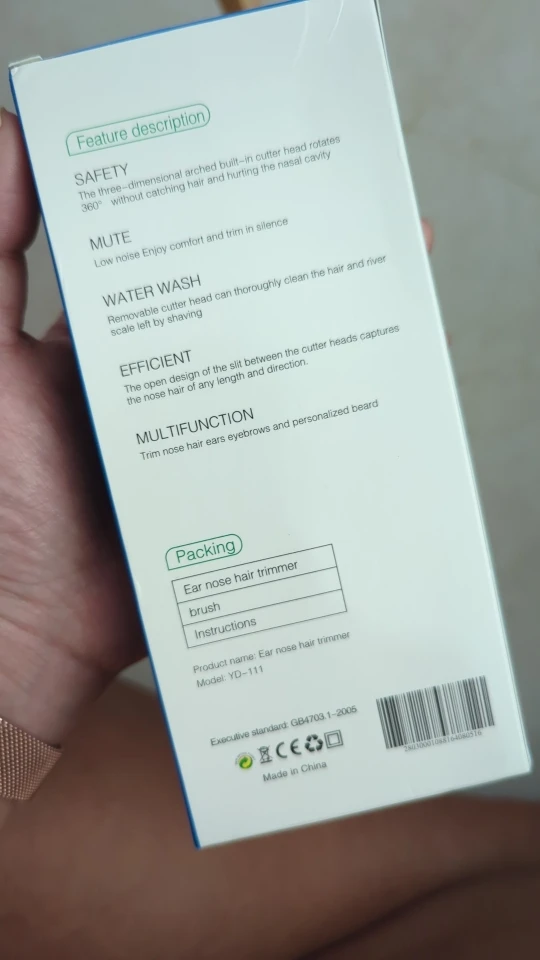 Feature description
SAFETY
The three-dimensional arched built-in cutter head rotates
360° without catching hair and hurting the nasal cavity
MUTE
Low noise Enjoy comfort and trim in silence
WATER WASH
Removable cutter head can thoroughly clean the hair and river
scale left by shaving
EFFICIENT
The open design of the slit between the cutter heads captures
the nose hair of any length and direction.
MULTIFUNCTION
Trim nose hair ears eyebrows and personalized beard
Packing
Ear nose hair trimmer
brush
Instructions
Product name: Ear nose hair trimmer
Model: YD-111
Executive standard: GB4703.1-2005
CE
Made in China